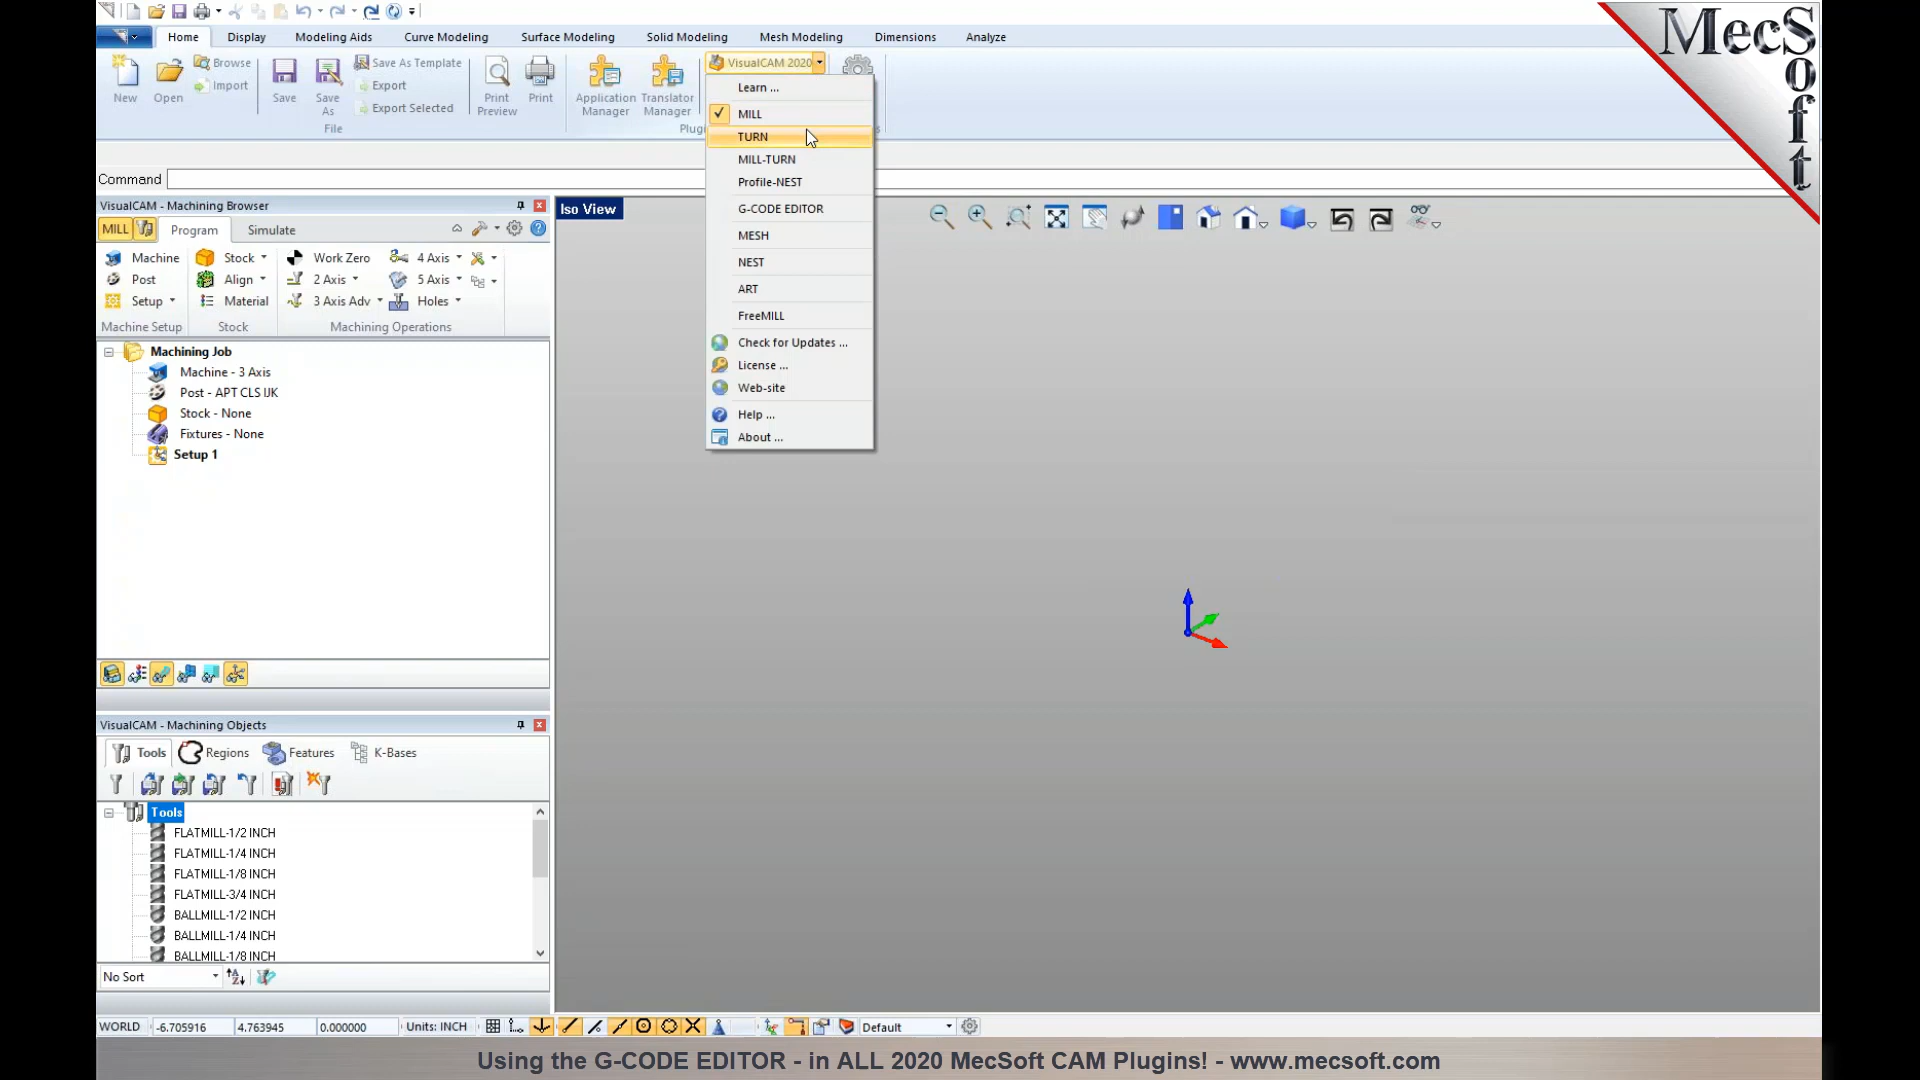 Home Display Modeling Aids Curve Modeling Surface Modeling Solid Modeling Mesh Modeling Dimensions Analyze
New
Open
Browse
Import
Save
Save
As
Save As Template
Export
Export Selected
File
Print
Preview
Print
Application
Manager
Translator
Manager
VisualCAM 2020
Learn ...
MILL
TURN
MILL-TURN
Profile-NEST
G-CODE EDITOR
MESH
NEST
ART
FreeMILL
Check for Updates ...
License ...
Web-site
Help ...
About ...
MecSoft
Command
VisualCAM - Machining Browser
MILL Program Simulate
Machine Stock Work Zero 4 Axis
Post Align 2 Axis 5 Axis
Setup Material 3 Axis Adv Holes
Machine Setup Stock Machining Operations
Machining Job
Machine - 3 Axis
Post - APT CLS IJK
Stock - None
Fixtures - None
Setup 1
Iso View
VisualCAM - Machining Objects
Tools Regions Features K-Bases
Tools
FLATMILL-1/2 INCH
FLATMILL-1/4 INCH
FLATMILL-1/8 INCH
FLATMILL-3/4 INCH
BALLMILL-1/2 INCH
BALLMILL-1/4 INCH
BALLMILL-1/8 INCH
No Sort
WORLD -6.705916 4.763945 0.000000 Units: INCH Default
Using the G-CODE EDITOR - in ALL 2020 MecSoft CAM Plugins! - www.mecsoft.com